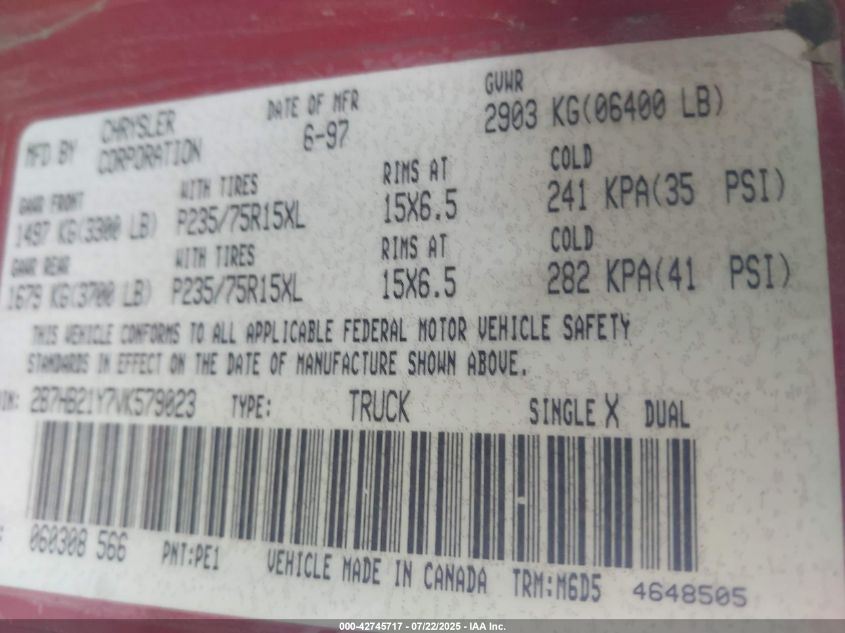 MFD BY CHRYSLER CORPORATION DATE OF MFR 6-97 GVWR 2903 KG(06400 LB)
GAWR FRONT WITH TIRES RIMS AT COLD
1497 KG(3300 LB) P235/75R15XL 15X6.5 241 KPA(35 PSI)
GAWR REAR WITH TIRES RIMS AT COLD
1679 KG(3700 LB) P235/75R15XL 15X6.5 282 KPA(41 PSI)
THIS VEHICLE CONFORMS TO ALL APPLICABLE FEDERAL MOTOR VEHICLE SAFETY
STANDARDS IN EFFECT ON THE DATE OF MANUFACTURE SHOWN ABOVE.
VIN: 2B7HB21Y7VK579023 TYPE: TRUCK SINGLE X DUAL
060308 566 PNT:PE1 VEHICLE MADE IN CANADA TRM:M6D5 4648505
000-42745717 - 07/22/2025 - IAA Inc.